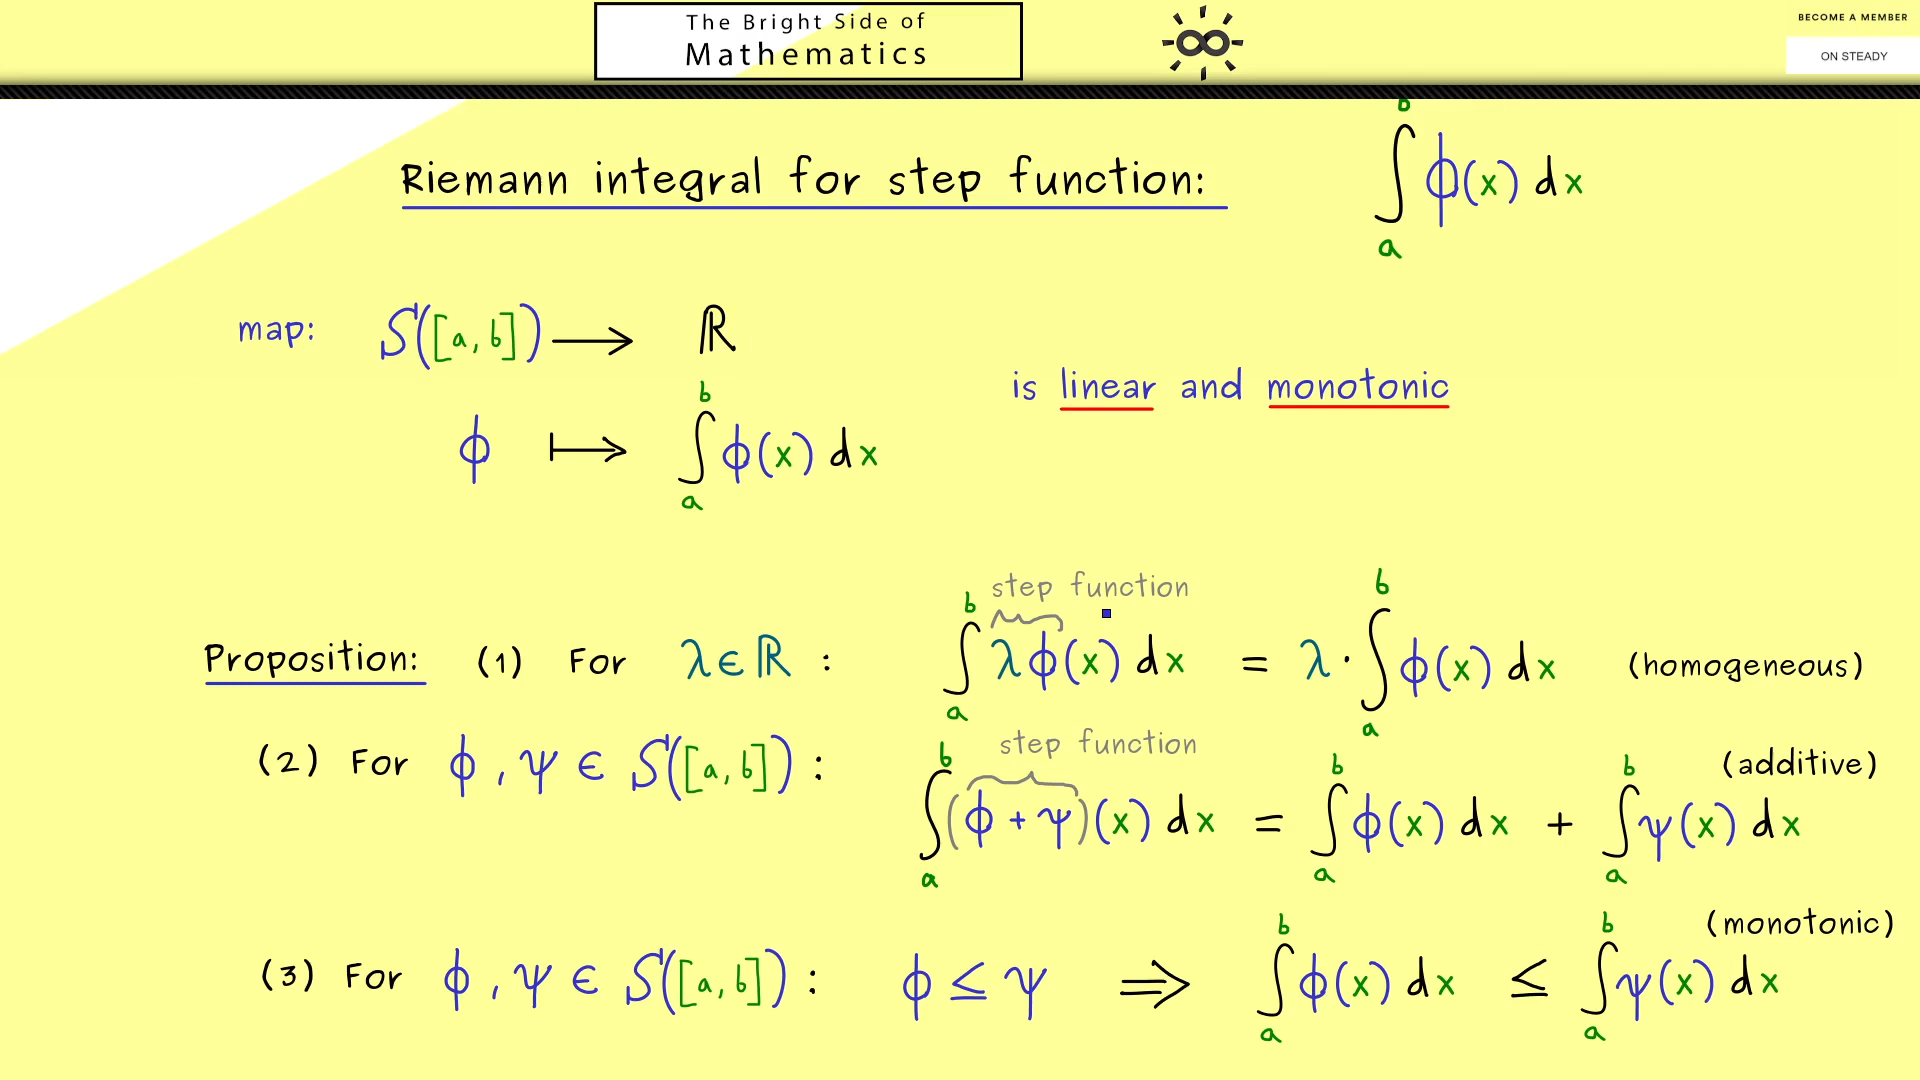 The Bright Side of
Mathematics
BECOME A MEMBER
ON STEADY
Riemann integral for step function: ∫_a^b ϕ(x) dx
map: S([a,b]) ⟶ ℝ
ϕ ⟼ ∫_a^b ϕ(x) dx
is linear and monotonic
step function
Proposition: (1) For λ∈ℝ : ∫_a^b λϕ(x) dx = λ · ∫_a^b ϕ(x) dx (homogeneous)
step function
(2) For ϕ, ψ ∈ S([a,b]) : ∫_a^b (ϕ + ψ)(x) dx = ∫_a^b ϕ(x) dx + ∫_a^b ψ(x) dx (additive)
(3) For ϕ, ψ ∈ S([a,b]) : ϕ ≤ ψ ⟹ ∫_a^b ϕ(x) dx ≤ ∫_a^b ψ(x) dx (monotonic)